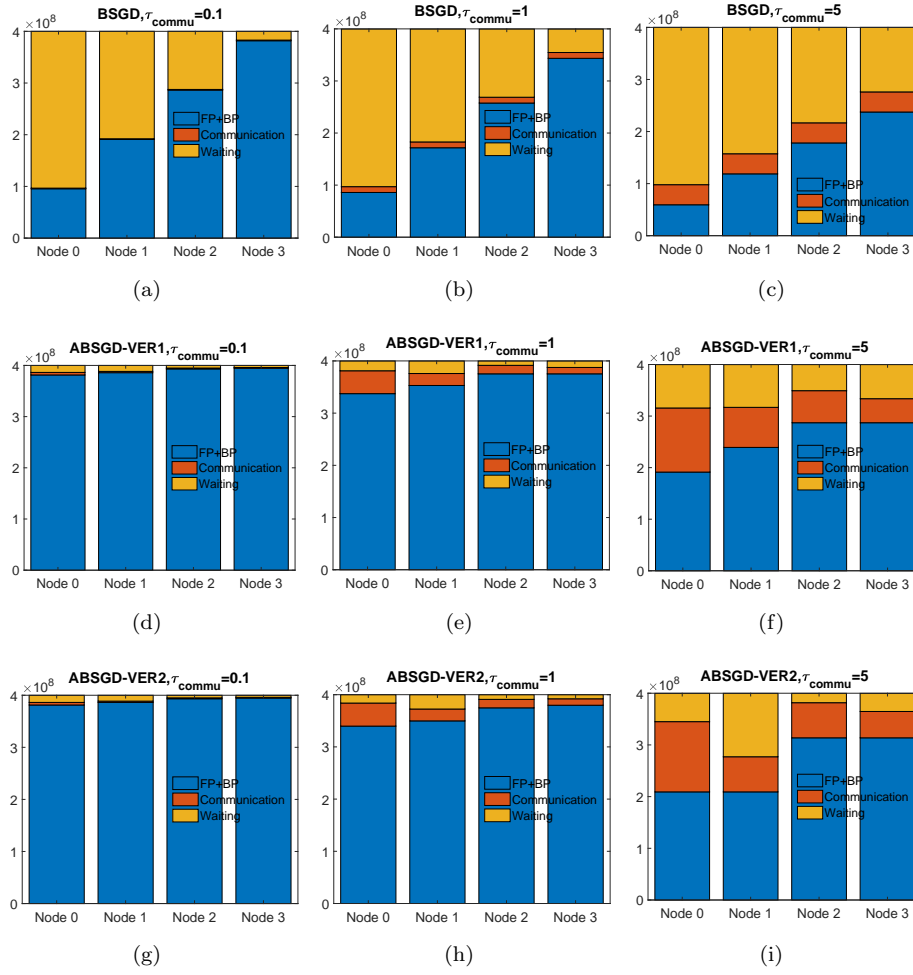 BSGD,τcommu=0.1
×10^8
4
3
2
1
0
FP+BP
Communication
Waiting
Node 0 Node 1 Node 2 Node 3
(a)
BSGD,τcommu=1
×10^8
4
3
2
1
0
FP+BP
Communication
Waiting
Node 0 Node 1 Node 2 Node 3
(b)
BSGD,τcommu=5
×10^8
4
3
2
1
0
FP+BP
Communication
Waiting
Node 0 Node 1 Node 2 Node 3
(c)
ABSGD-VER1,τcommu=0.1
×10^8
4
3
2
1
0
FP+BP
Communication
Waiting
Node 0 Node 1 Node 2 Node 3
(d)
ABSGD-VER1,τcommu=1
×10^8
4
3
2
1
0
FP+BP
Communication
Waiting
Node 0 Node 1 Node 2 Node 3
(e)
ABSGD-VER1,τcommu=5
×10^8
4
3
2
1
0
FP+BP
Communication
Waiting
Node 0 Node 1 Node 2 Node 3
(f)
ABSGD-VER2,τcommu=0.1
×10^8
4
3
2
1
0
FP+BP
Communication
Waiting
Node 0 Node 1 Node 2 Node 3
(g)
ABSGD-VER2,τcommu=1
×10^8
4
3
2
1
0
FP+BP
Communication
Waiting
Node 0 Node 1 Node 2 Node 3
(h)
ABSGD-VER2,τcommu=5
×10^8
4
3
2
1
0
FP+BP
Communication
Waiting
Node 0 Node 1 Node 2 Node 3
(i)